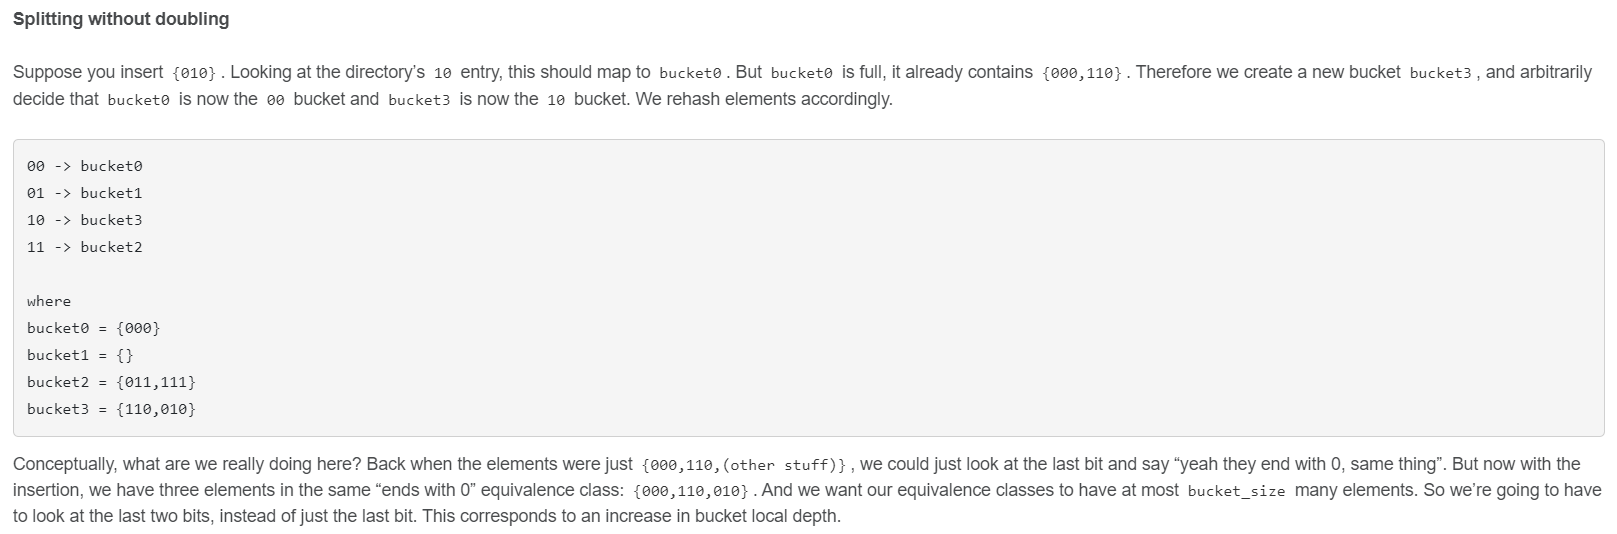 Splitting without doubling
Suppose you insert {010} . Looking at the directory’s 10 entry, this should map to bucket0 . But bucket0 is full, it already contains {000,110} . Therefore we create a new bucket bucket3 , and arbitrarily
decide that bucket0 is now the 00 bucket and bucket3 is now the 10 bucket. We rehash elements accordingly.
00 -> bucket0
01 -> bucket1
10 -> bucket3
11 -> bucket2
where
bucket0 = {000}
bucket1 = {}
bucket2 = {011,111}
bucket3 = {110,010}
Conceptually, what are we really doing here? Back when the elements were just {000,110,(other stuff)} , we could just look at the last bit and say “yeah they end with 0, same thing”. But now with the
insertion, we have three elements in the same “ends with 0” equivalence class: {000,110,010} . And we want our equivalence classes to have at most bucket_size many elements. So we’re going to have
to look at the last two bits, instead of just the last bit. This corresponds to an increase in bucket local depth.